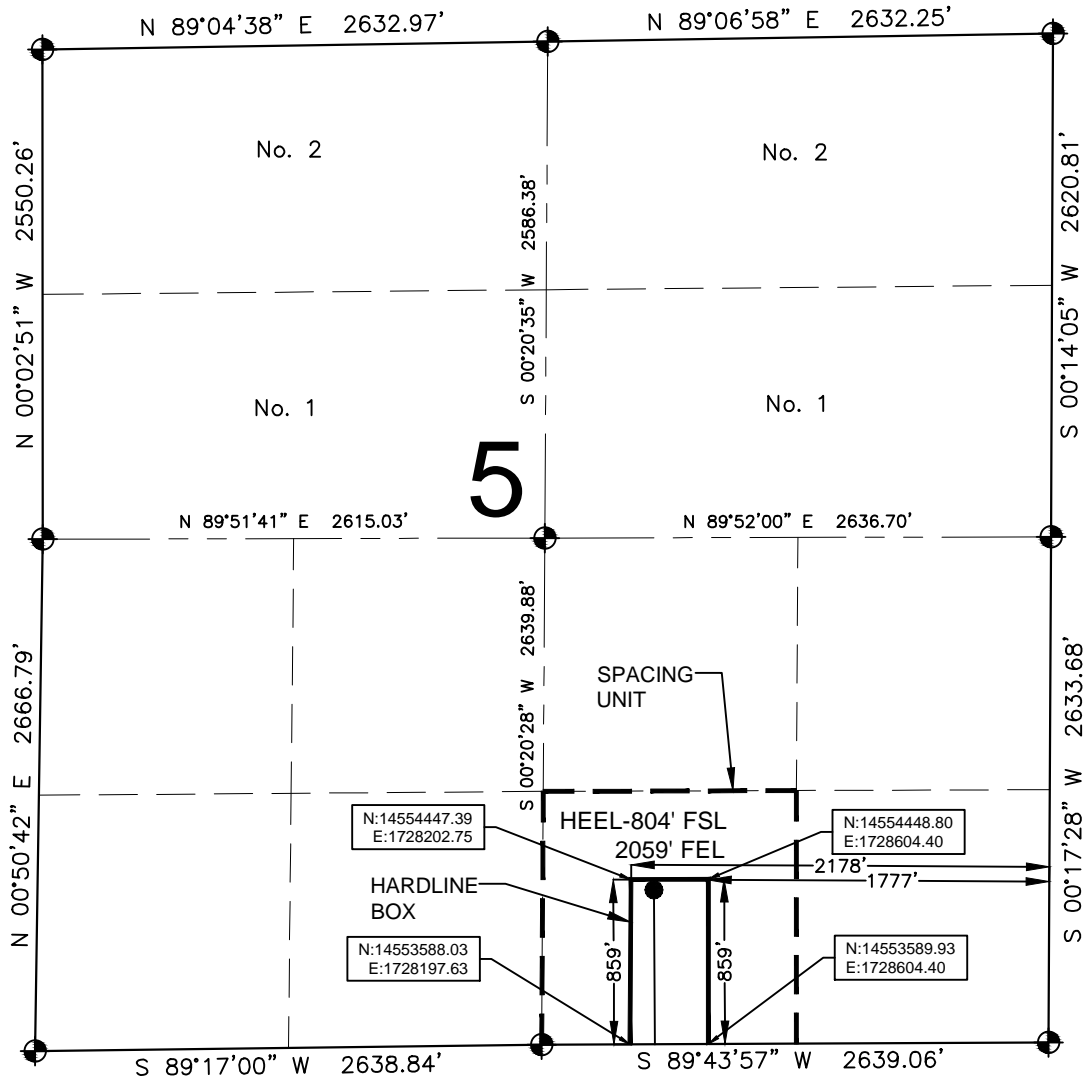 N 89°04'38" E 2632.97'
N 89°06'58" E 2632.25'
N 00°02'51" W 2550.26'
No. 2
S 00°20'35" W 2586.38'
No. 2
S 00°14'05" W 2620.81'
No. 1
No. 1
5
N 89°51'41" E 2615.03'
N 89°52'00" E 2636.70'
N 00°50'42" E 2666.79'
S 00°20'28" W 2639.88'
S 00°17'28" W 2633.68'
SPACING
UNIT
N:14554447.39
E:1728202.75
HEEL-804' FSL
2059' FEL
N:14554448.80
E:1728604.40
2178'
1777'
HARDLINE
BOX
859'
859'
N:14553588.03
E:1728197.63
N:14553589.93
E:1728604.40
S 89°17'00" W 2638.84'
S 89°43'57" W 2639.06'